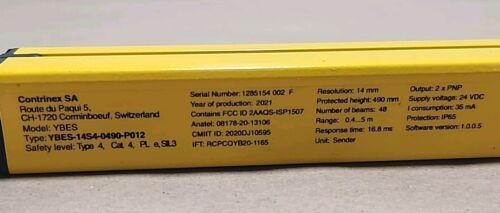 Contrinex SA
Route du Paqui 5,
CH-1720 Corminboeuf, Switzerland
Model: YBES
Type: YBES-14S4-0490-P012
Safety level: Type 4, Cat 4, PL e, SIL3
Serial Number: 1285154 002 F
Year of production: 2021
Contains FCC ID 2AAQS-ISP1507
Anatel: 08178-20-13106
CMIIT ID: 2020DJ10595
IFT: RCPCOYB20-1165
Resolution: 14 mm
Protected height: 490 mm
Number of beams: 48
Range: 0.4...5 m
Response time: 16.8 ms
Unit: Sender
Output: 2 x PNP
Supply voltage: 24 VDC
I consumption: 35 mA
Protection: IP65
Software version: 1.0.0.5